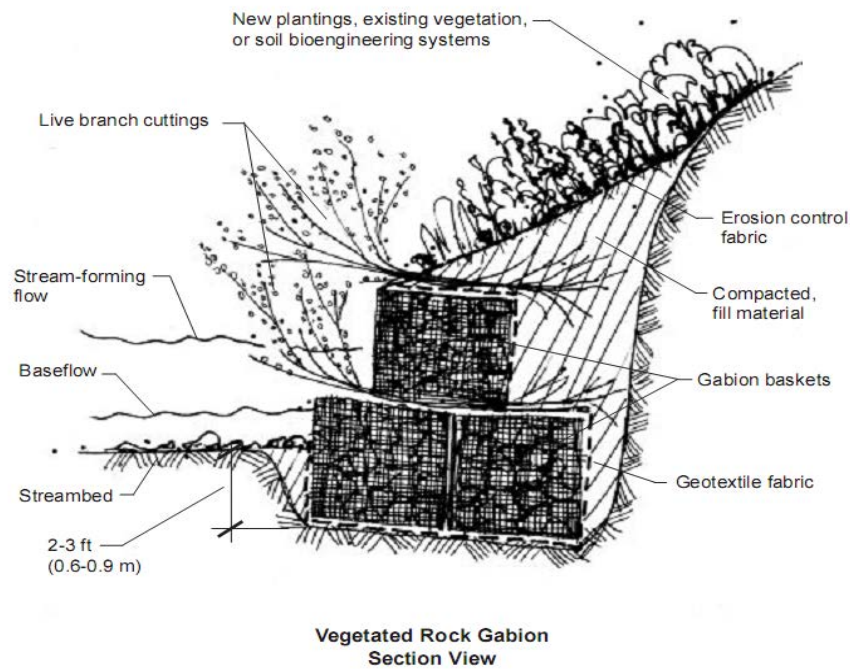 New plantings, existing vegetation,
or soil bioengineering systems
Live branch cuttings
Erosion control
fabric
Stream-forming
flow
Compacted,
fill material
Baseflow
Gabion baskets
Streambed
Geotextile fabric
2-3 ft
(0.6-0.9 m)
Vegetated Rock Gabion
Section View